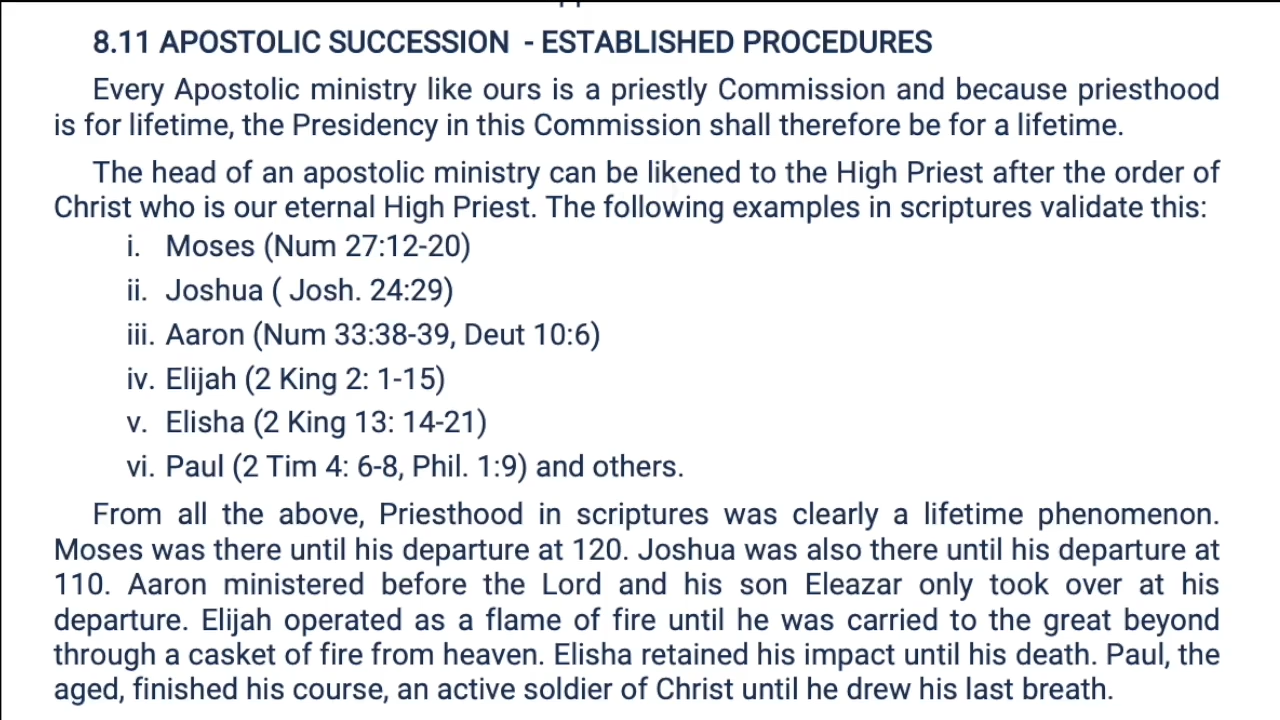 8.11 APOSTOLIC SUCCESSION - ESTABLISHED PROCEDURES
Every Apostolic ministry like ours is a priestly Commission and because priesthood
is for lifetime, the Presidency in this Commission shall therefore be for a lifetime.
The head of an apostolic ministry can be likened to the High Priest after the order of
Christ who is our eternal High Priest. The following examples in scriptures validate this:
i. Moses (Num 27:12-20)
ii. Joshua ( Josh. 24:29)
iii. Aaron (Num 33:38-39, Deut 10:6)
iv. Elijah (2 King 2: 1-15)
v. Elisha (2 King 13: 14-21)
vi. Paul (2 Tim 4: 6-8, Phil. 1:9) and others.
From all the above, Priesthood in scriptures was clearly a lifetime phenomenon.
Moses was there until his departure at 120. Joshua was also there until his departure at
110. Aaron ministered before the Lord and his son Eleazar only took over at his
departure. Elijah operated as a flame of fire until he was carried to the great beyond
through a casket of fire from heaven. Elisha retained his impact until his death. Paul, the
aged, finished his course, an active soldier of Christ until he drew his last breath.